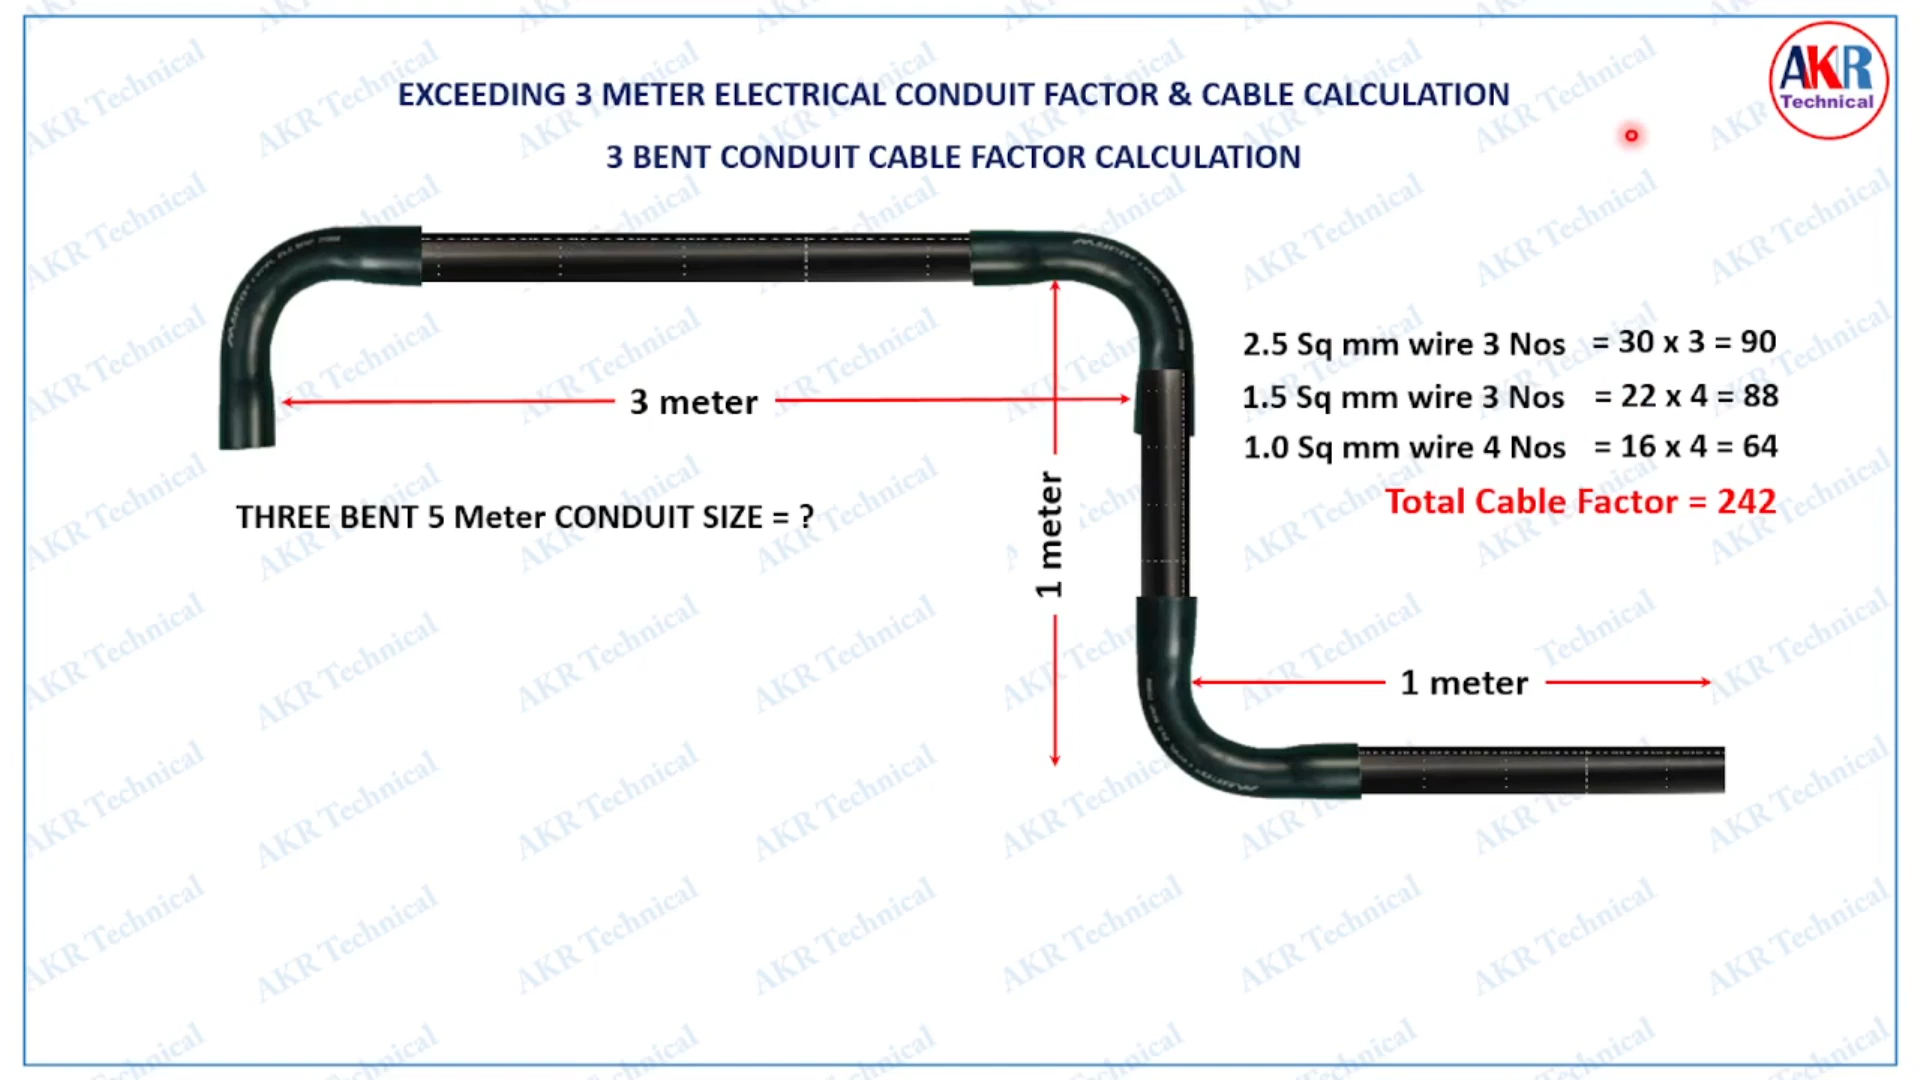 EXCEEDING 3 METER ELECTRICAL CONDUIT FACTOR & CABLE CALCULATION
AKR
Technical
3 BENT CONDUIT CABLE FACTOR CALCULATION
2.5 Sq mm wire 3 Nos = 30 x 3 = 90
3 meter
1.5 Sq mm wire 3 Nos = 22 x 4 = 88
1.0 Sq mm wire 4 Nos = 16 x 4 = 64
Total Cable Factor = 242
THREE BENT 5 Meter CONDUIT SIZE = ?
1 meter
1 meter
AKR Technical